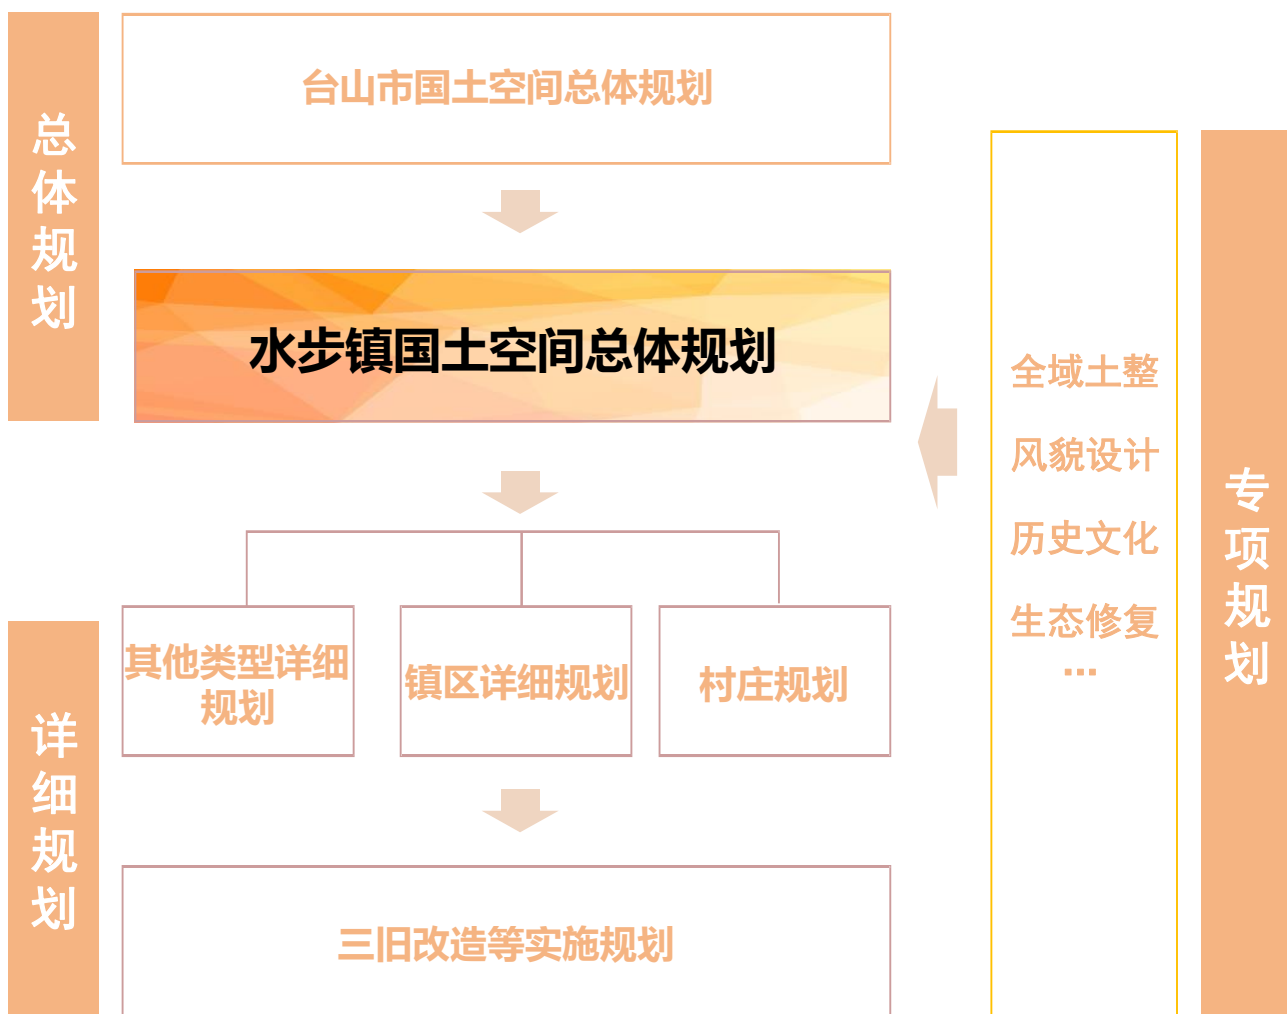 总体规划
台山市国土空间总体规划
水步镇国土空间总体规划
详细规划
其他类型详细
规划
镇区详细规划
村庄规划
三旧改造等实施规划
全域土整
风貌设计
历史文化
生态修复
...
专项规划